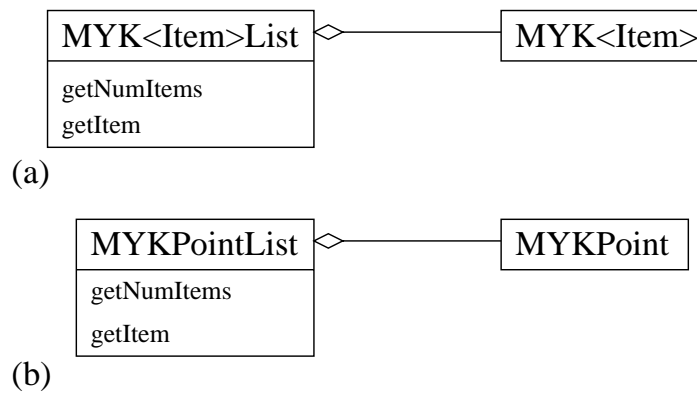 MYK<Item>List
MYK<Item>
getNumItems
getItem
(a)
MYKPointList
MYKPoint
getNumItems
getItem
(b)